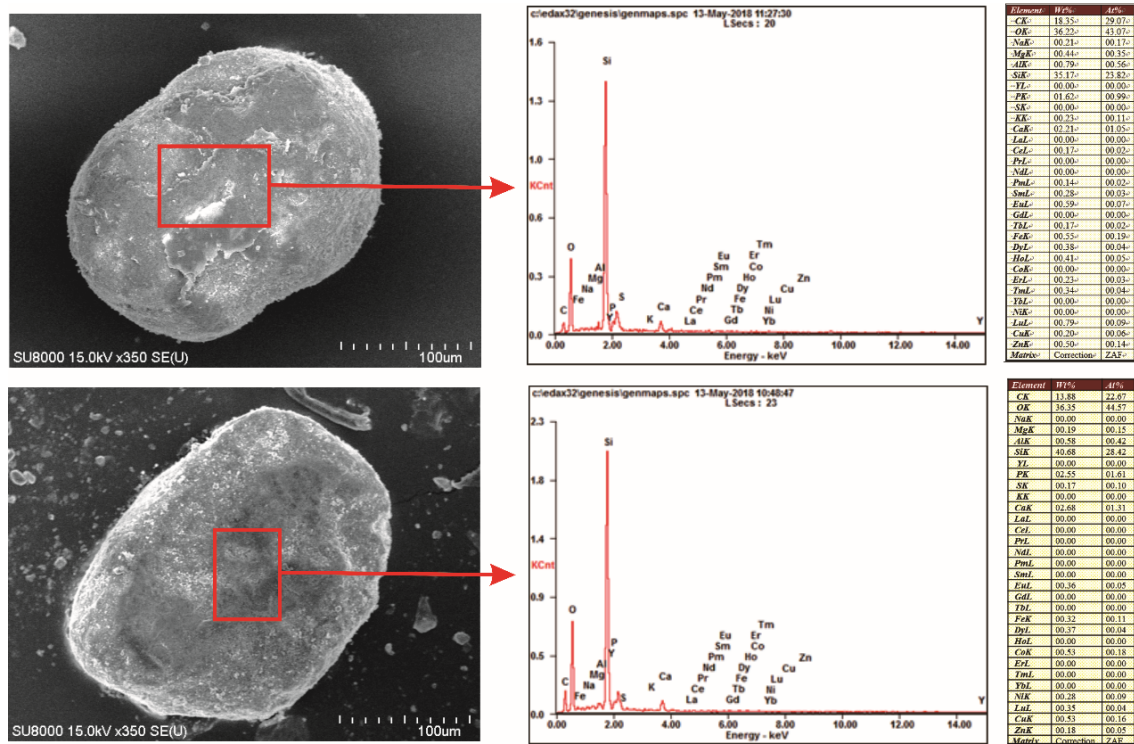 c:\edax32\genesis\genmaps.spc 13-May-2018 11:27:30
LSecs : 20
1.6
1.3
1.0
0.6
0.3
0.0
KCnt
Si
O
C
Fe
Na
Mg
Al
P
Y
S
K
Ca
La
Ce
Pr
Nd
Pm
Sm
Eu
Gd
Tb
Fe
Dy
Ho
Co
Er
Tm
Yb
Ni
Lu
Cu
Zn
Y
0.00 2.00 4.00 6.00 8.00 10.00 12.00 14.00
Energy - keV
SU8000 15.0kV x350 SE(U) 100um
Element Wt% At%
CK 18.35 29.07
OK 36.22 43.07
NaK 00.21 00.17
MgK 00.44 00.35
AlK 00.79 00.56
SiK 35.17 23.82
YL 00.00 00.00
PK 01.62 00.99
SK 00.00 00.00
KK 00.23 00.11
CaK 02.21 01.05
LaL 00.00 00.00
CeL 00.17 00.02
PrL 00.00 00.00
NdL 00.00 00.00
PmL 00.14 00.02
SmL 00.28 00.03
EuL 00.59 00.07
GdL 00.00 00.00
TbL 00.17 00.02
FeK 00.55 00.19
DyL 00.38 00.04
HoL 00.41 00.05
CoK 00.00 00.00
ErL 00.23 00.03
TmL 00.34 00.04
YbL 00.00 00.00
NiK 00.00 00.00
LuL 00.79 00.09
CuK 00.20 00.06
ZnK 00.50 00.14
Matrix Correction ZAF
c:\edax32\genesis\genmaps.spc 13-May-2018 10:48:47
LSecs : 23
2.3
1.8
1.4
0.9
0.5
0.0
KCnt
Si
O
C
Fe
Na
Mg
Al
P
Y
S
K
Ca
La
Ce
Pr
Nd
Pm
Sm
Eu
Gd
Tb
Fe
Dy
Ho
Co
Er
Tm
Yb
Ni
Lu
Cu
Zn
Y
0.00 2.00 4.00 6.00 8.00 10.00 12.00 14.00
Energy - keV
SU8000 15.0kV x350 SE(U) 100um
Element Wt% At%
CK 13.88 22.67
OK 36.35 44.57
NaK 00.00 00.00
MgK 00.19 00.15
AlK 00.58 00.42
SiK 40.68 28.42
YL 00.00 00.00
PK 02.55 01.61
SK 00.17 00.10
KK 00.00 00.00
CaK 02.68 01.31
LaL 00.00 00.00
CeL 00.00 00.00
PrL 00.00 00.00
NdL 00.00 00.00
PmL 00.00 00.00
SmL 00.00 00.00
EuL 00.36 00.05
GdL 00.00 00.00
TbL 00.00 00.00
FeK 00.32 00.11
DyL 00.37 00.04
HoL 00.00 00.00
CoK 00.53 00.18
ErL 00.00 00.00
TmL 00.00 00.00
YbL 00.00 00.00
NiK 00.28 00.09
LuL 00.35 00.04
CuK 00.53 00.16
ZnK 00.18 00.05
Matrix Correction ZAF